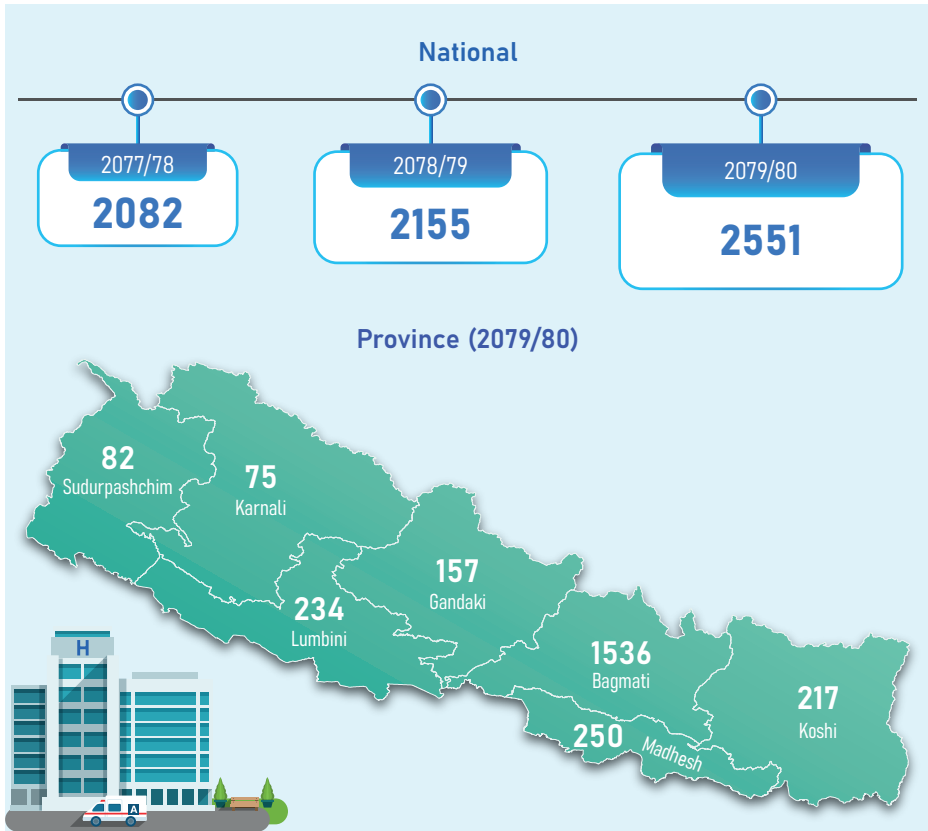 National
2077/78
2078/79
2079/80
2082
2155
2551
Province (2079/80)
82
Sudurpashchim
75
Karnali
157
Gandaki
234
Lumbini
1536
Bagmati
217
Koshi
250
Madhesh
H
A